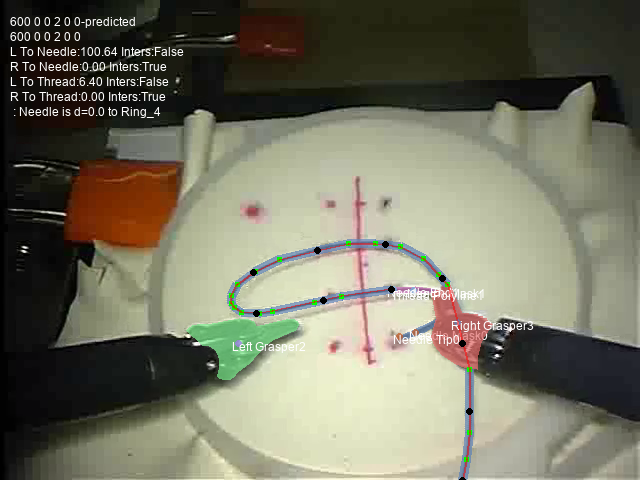 600 0 0 2 0 0-predicted
600 0 0 2 0 0
L To Needle:100.64 Inters:False
R To Needle:0.00 Inters:True
L To Thread:6.40 Inters:False
R To Thread:0.00 Inters:True
: Needle is d=0.0 to Ring_4
Right Grasper3
Needle Tip0
Left Grasper2